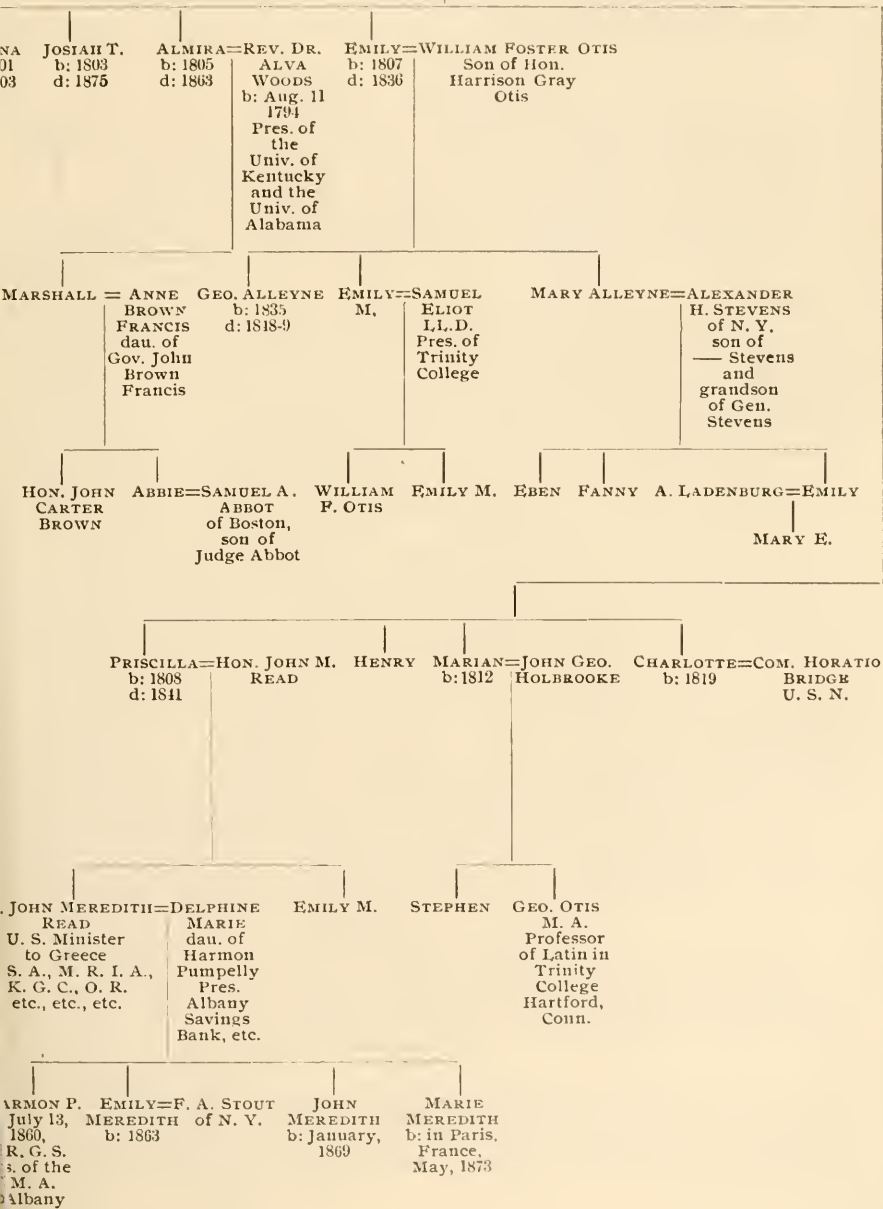 NA
01
03
JOSIAH T.
b: 1803
d: 1875
ALMIRA=REV. DR.
b: 1805
d: 1863
ALVA
WOODS
b: Aug. 11
1794
Pres. of
the
Univ. of
Kentucky
and the
Univ. of
Alabama
EMILY=WILLIAM FOSTER OTIS
b: 1807
d: 1836
Son of Hon.
Harrison Gray
Otis
MARSHALL = ANNE
BROWN
FRANCIS
dau. of
Gov. John
Brown
Francis
GEO. ALLEYNE
b: 1835
d: 1848-9
EMILY=SAMUEL
M.
ELIOT
LL.D.
Pres. of
Trinity
College
MARY ALLEYNE=ALEXANDER
H. STEVENS
of N. Y.
son of
—— Stevens
and
grandson
of Gen.
Stevens
HON. JOHN
CARTER
BROWN
ABBIE=SAMUEL A.
ABBOT
of Boston,
son of
Judge Abbot
WILLIAM
F. OTIS
EMILY M.
EBEN
FANNY
A. LADENBURG=EMILY
MARY E.
PRISCILLA=HON. JOHN M.
b: 1808
d: 1841
READ
HENRY
MARIAN=JOHN GEO.
b: 1812
HOLBROOKE
CHARLOTTE=COM. HORATIO
b: 1819
BRIDGE
U. S. N.
. JOHN MEREDITH=DELPHINE
READ
U. S. Minister
to Greece
S. A., M. R. I. A.,
K. G. C., O. R.
etc., etc., etc.
MARIE
dau. of
Harmon
Pumpelly
Pres.
Albany
Savings
Bank, etc.
EMILY M.
STEPHEN
GEO. OTIS
M. A.
Professor
of Latin in
Trinity
College
Hartford,
Conn.
ARMON P.
July 13,
1860,
R. G. S.
s. of the
M. A.
Albany
EMILY=F. A. STOUT
MEREDITH
b: 1863
of N. Y.
JOHN
MEREDITH
b: January,
1869
MARIE
MEREDITH
b: in Paris,
France,
May, 1873